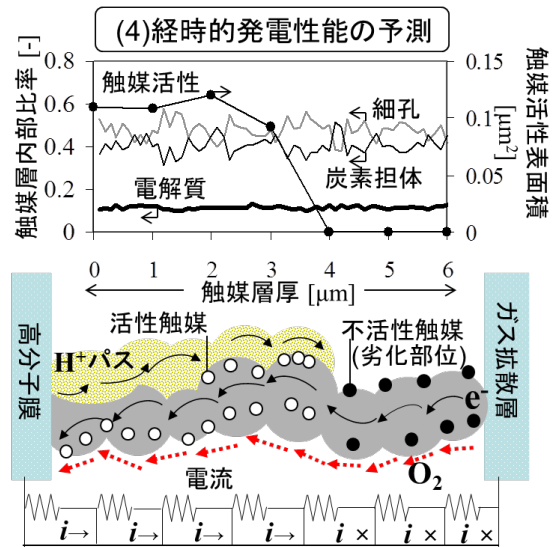 (4)経時的発電性能の予測
触媒層内部比率 [-]
0.8
0.6
0.4
0.2
0
触媒活性
細孔
炭素担体
電解質
0.15
0.1
0.05
0
触媒活性表面積
[μm²]
0 1 2 3 4 5 6
触媒層厚 [μm]
高分子膜
ガス拡散層
活性触媒
不活性触媒
(劣化部位)
H⁺パス
e⁻
O₂
電流
i→ i→ i→ i→ i × i × i ×